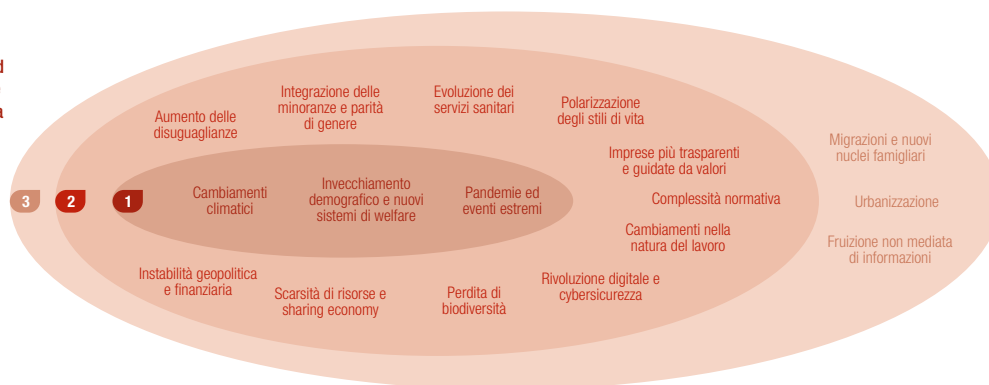 d
a
Aumento delle
disuguaglianze
Integrazione delle
minoranze e parità
di genere
Evoluzione dei
servizi sanitari
Polarizzazione
degli stili di vita
Imprese più trasparenti
e guidate da valori
Migrazioni e nuovi
nuclei famigliari
3
2
1
Cambiamenti
climatici
Invecchiamento
demografico e nuovi
sistemi di welfare
Pandemie ed
eventi estremi
Complessità normativa
Urbanizzazione
Cambiamenti nella
natura del lavoro
Fruizione non mediata
di informazioni
Instabilità geopolitica
e finanziaria
Scarsità di risorse e
sharing economy
Perdita di
biodiversità
Rivoluzione digitale e
cybersicurezza